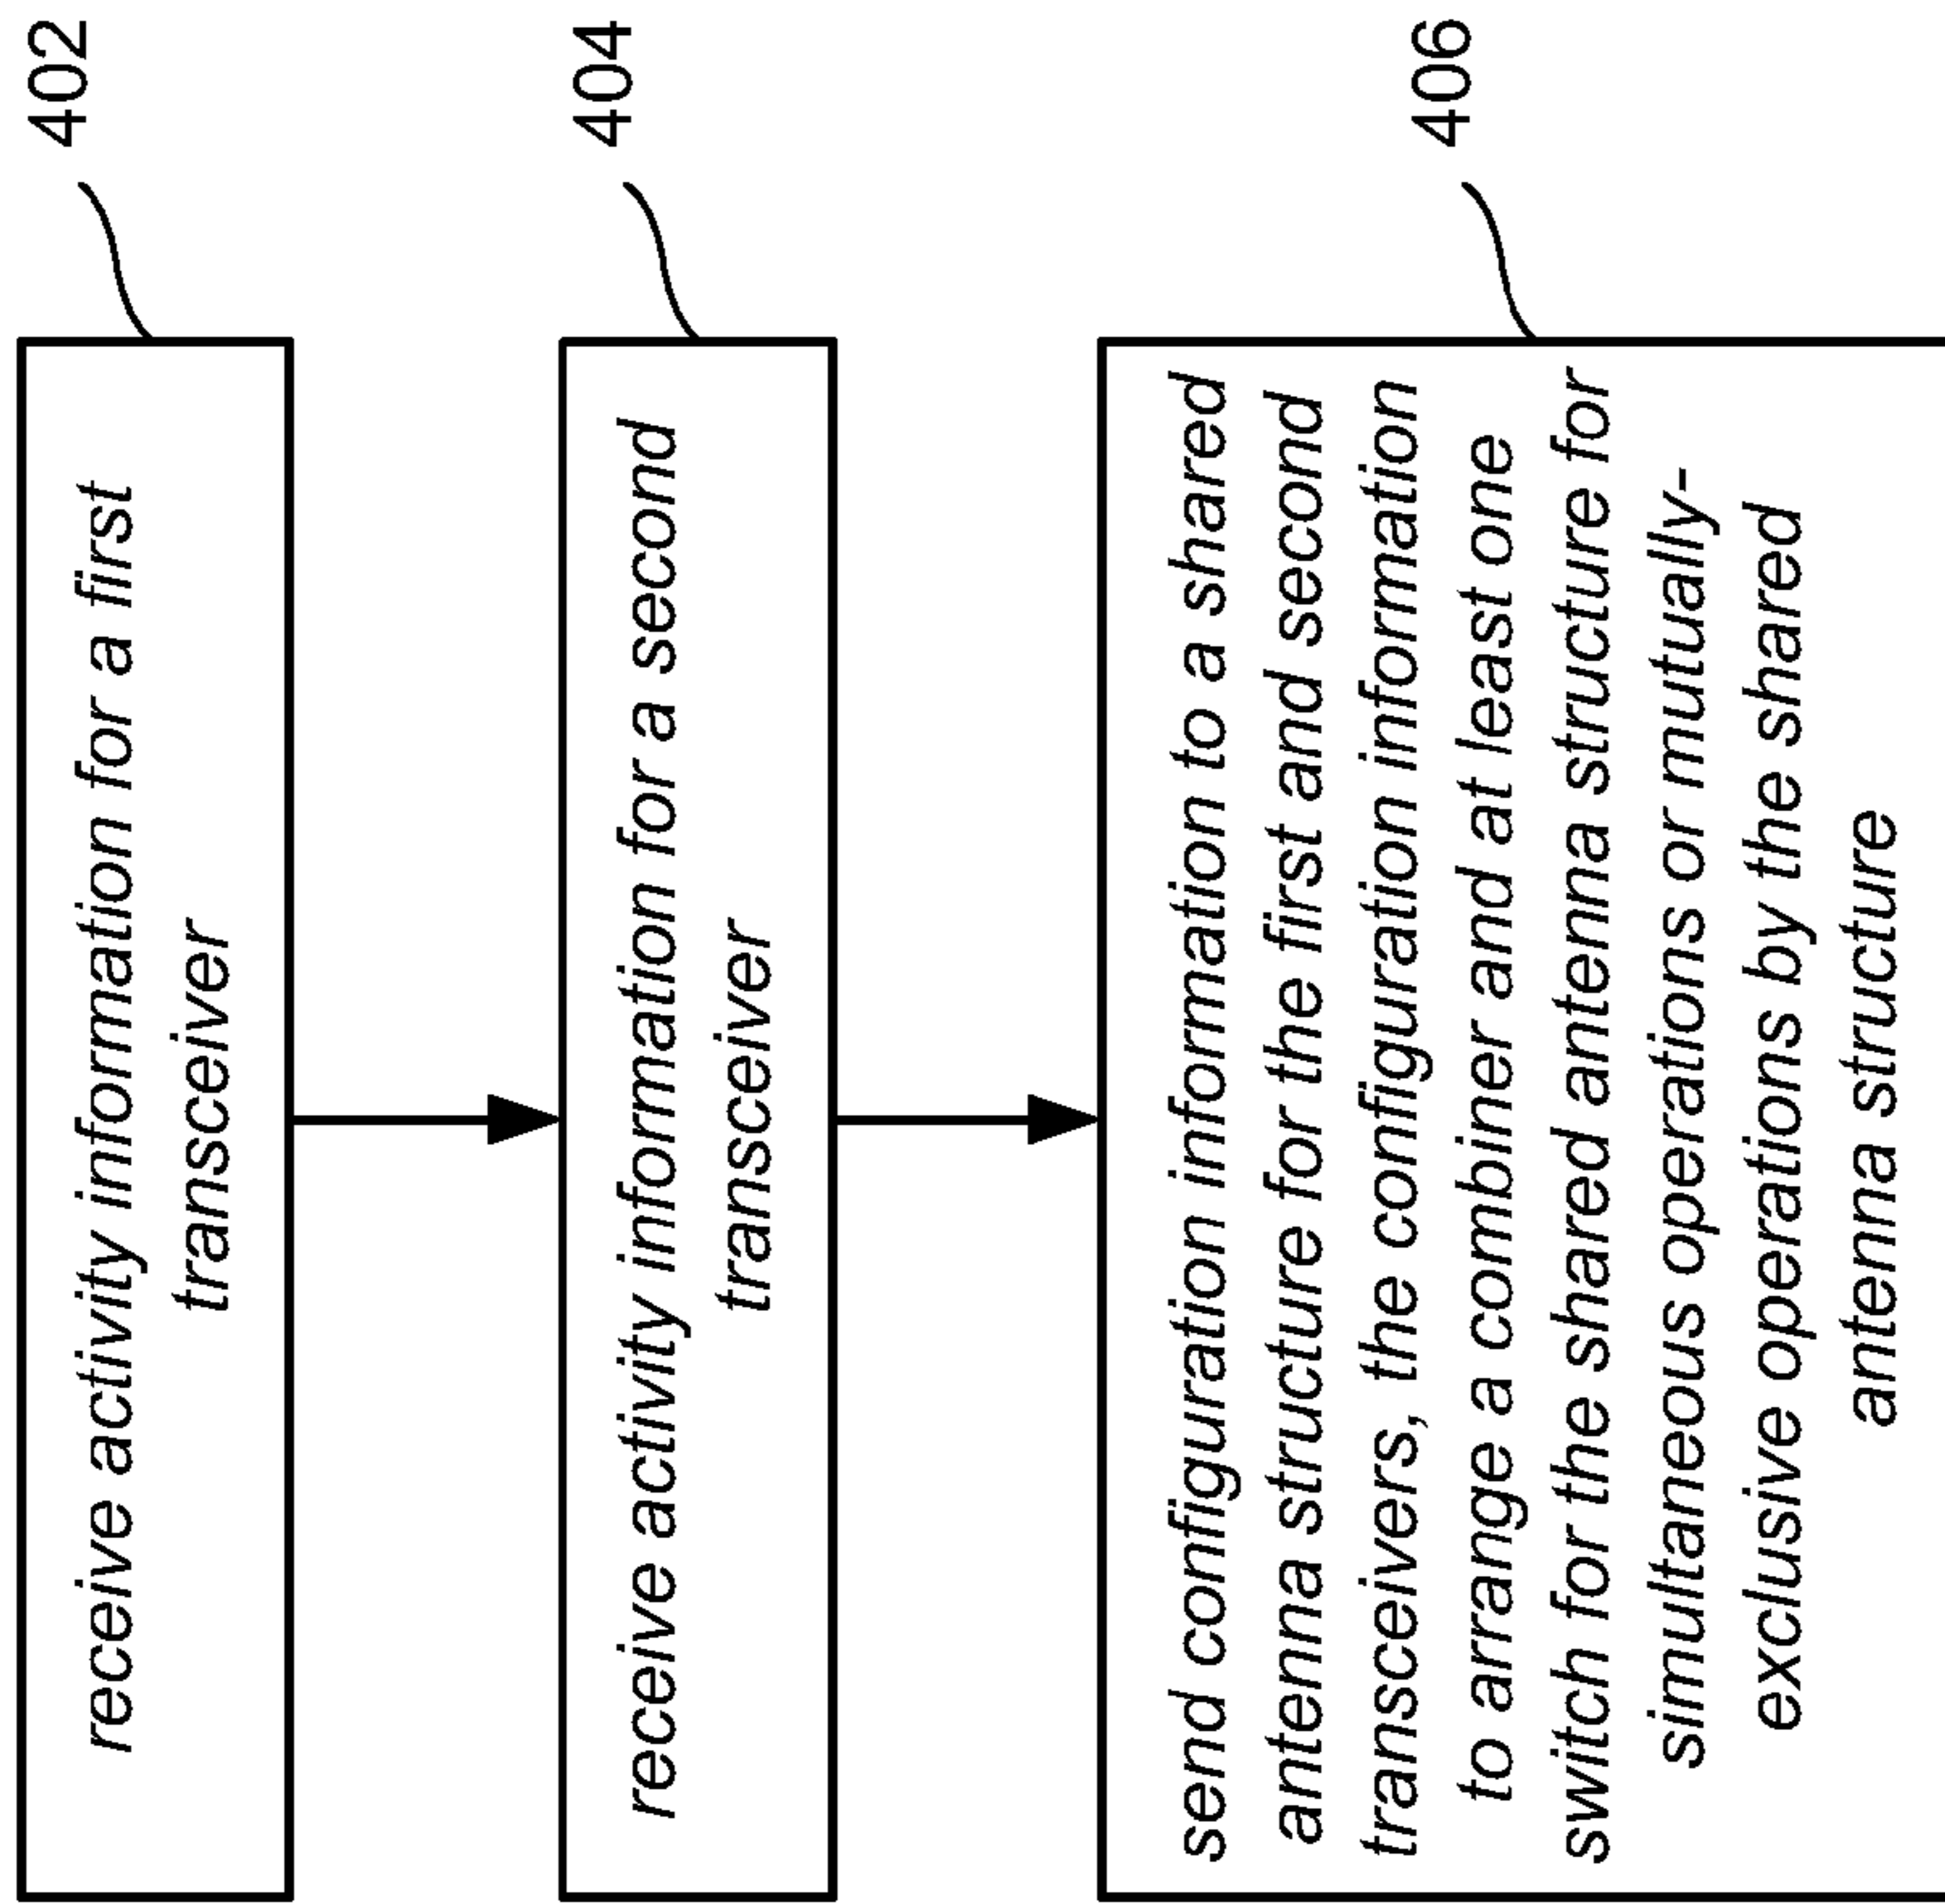 402
receive activity information for a first
transceiver
404
receive activity information for a second
transceiver
406
send configuration information to a shared
antenna structure for the first and second
transceivers, the configuration information
to arrange a combiner and at least one
switch for the shared antenna structure for
simultaneous operations or mutually-
exclusive operations by the shared
antenna structure